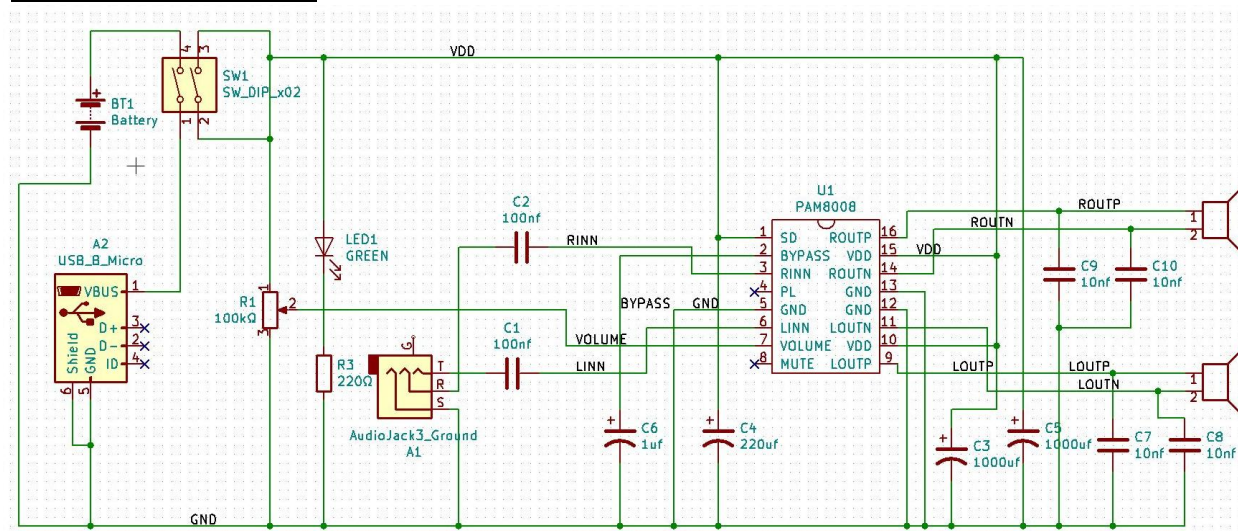 VDD
4
3
SW1
SW_DIP_x02
1
2
+
BT1
Battery
A2
USB_B_Micro
VBUS 1
D+ 3
D- 2
ID 4
Shield
GND
6
5
R1
100kΩ
1
2
3
LED1
GREEN
R3
220Ω
C2
100nf
RINN
C1
100nf
LINN
BYPASS
GND
VOLUME
G
T
R
S
AudioJack3_Ground
A1
U1
PAM8008
1 SD ROUTP 16
2 BYPASS VDD 15
3 RINN ROUTN 14
4 PL GND 13
5 GND GND 12
6 LINN LOUTN 11
7 VOLUME VDD 10
8 MUTE LOUTP 9
VDD
ROUTP
ROUTN
1
2
C9
10nf
C10
10nf
LOUTP
LOUTP
LOUTN
1
2
+
C6
1uf
+
C4
220uf
+
C3
1000uf
+
C5
1000uf
C7
10nf
C8
10nf
GND